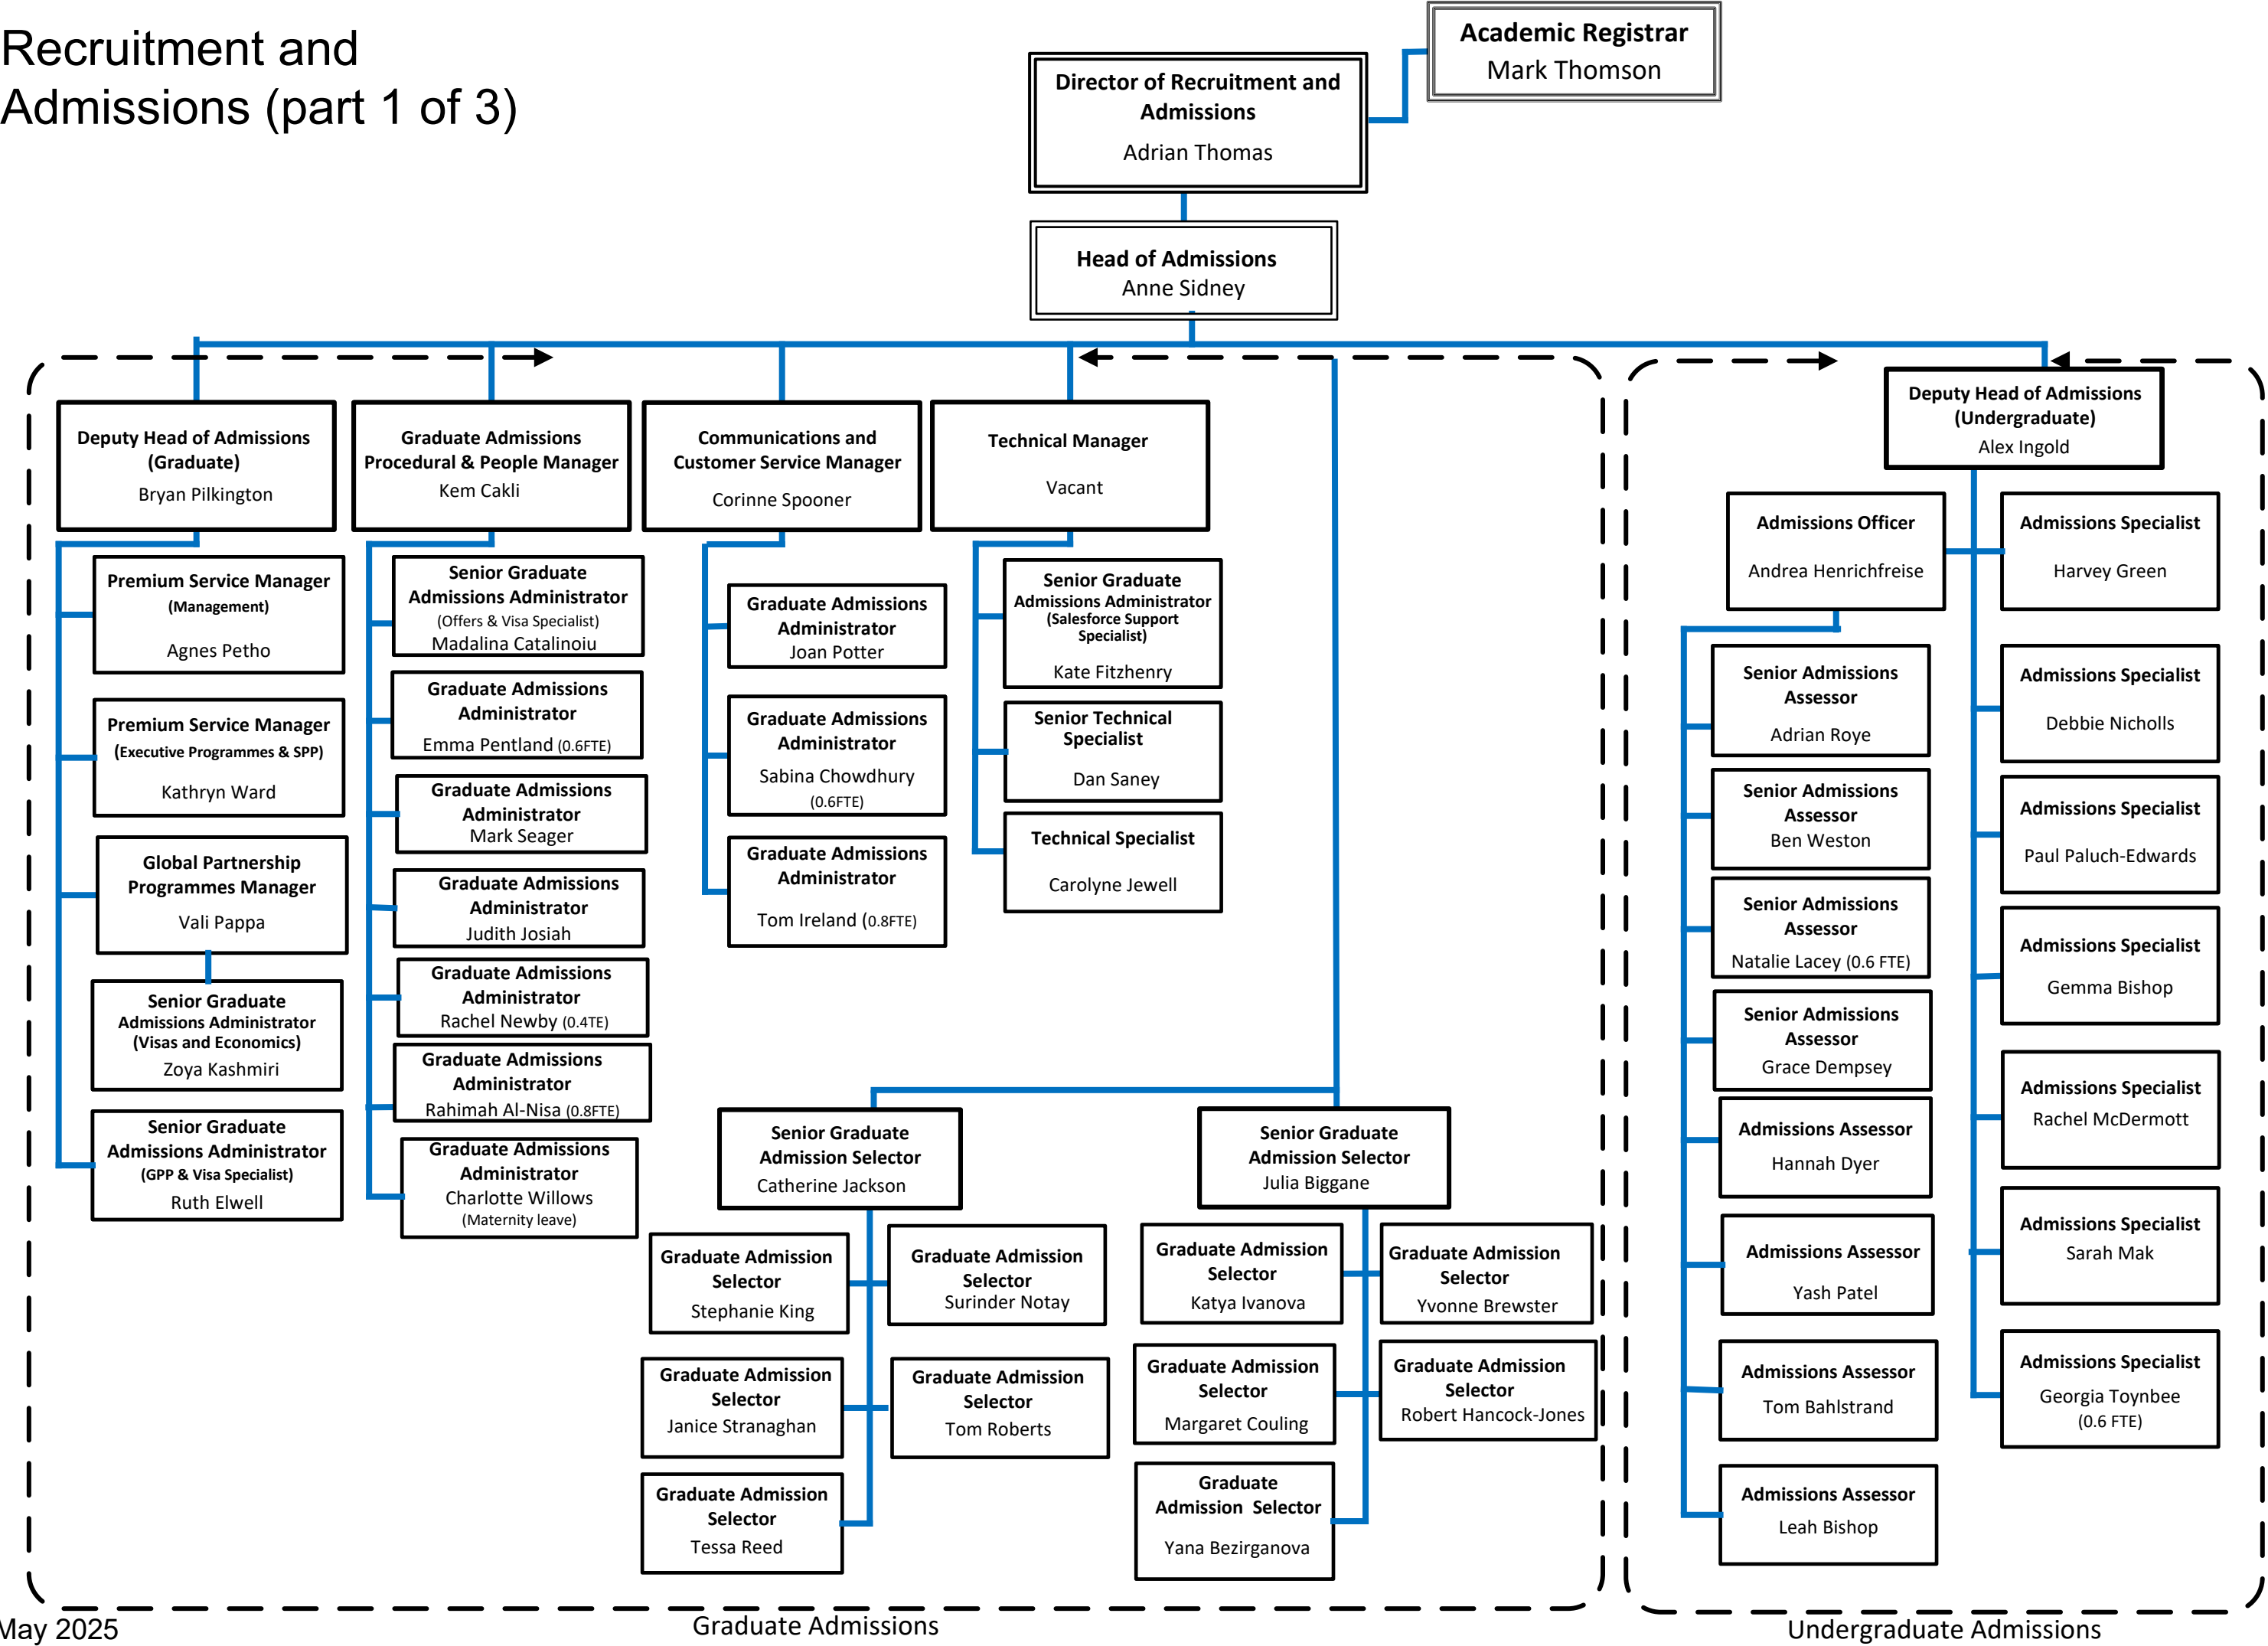 Recruitment and
Admissions (part 1 of 3)
Academic Registrar
Mark Thomson
Director of Recruitment and
Admissions
Adrian Thomas
Head of Admissions
Anne Sidney
Deputy Head of Admissions
(Graduate)
Bryan Pilkington
Premium Service Manager
(Management)
Agnes Petho
Premium Service Manager
(Executive Programmes & SPP)
Kathryn Ward
Global Partnership
Programmes Manager
Vali Pappa
Senior Graduate
Admissions Administrator
(Visas and Economics)
Zoya Kashmiri
Senior Graduate
Admissions Administrator
(GPP & Visa Specialist)
Ruth Elwell
Graduate Admissions
Procedural & People Manager
Kem Cakli
Senior Graduate
Admissions Administrator
(Offers & Visa Specialist)
Madalina Catalinoiu
Graduate Admissions
Administrator
Emma Pentland (0.6FTE)
Graduate Admissions
Administrator
Mark Seager
Graduate Admissions
Administrator
Judith Josiah
Graduate Admissions
Administrator
Rachel Newby (0.4TE)
Graduate Admissions
Administrator
Rahimah Al-Nisa (0.8FTE)
Graduate Admissions
Administrator
Charlotte Willows
(Maternity leave)
Communications and
Customer Service Manager
Corinne Spooner
Graduate Admissions
Administrator
Joan Potter
Graduate Admissions
Administrator
Sabina Chowdhury
(0.6FTE)
Graduate Admissions
Administrator
Tom Ireland (0.8FTE)
Technical Manager
Vacant
Senior Graduate
Admissions Administrator
(Salesforce Support
Specialist)
Kate Fitzhenry
Senior Technical
Specialist
Dan Saney
Technical Specialist
Carolyne Jewell
Senior Graduate
Admission Selector
Catherine Jackson
Graduate Admission
Selector
Stephanie King
Graduate Admission
Selector
Surinder Notay
Graduate Admission
Selector
Janice Stranaghan
Graduate Admission
Selector
Tom Roberts
Graduate Admission
Selector
Tessa Reed
Senior Graduate
Admission Selector
Julia Biggane
Graduate Admission
Selector
Katya Ivanova
Graduate Admission
Selector
Yvonne Brewster
Graduate Admission
Selector
Margaret Couling
Graduate Admission
Selector
Robert Hancock-Jones
Graduate
Admission Selector
Yana Bezirganova
Deputy Head of Admissions
(Undergraduate)
Alex Ingold
Admissions Officer
Andrea Henrichfreise
Senior Admissions
Assessor
Adrian Roye
Senior Admissions
Assessor
Ben Weston
Senior Admissions
Assessor
Natalie Lacey (0.6 FTE)
Senior Admissions
Assessor
Grace Dempsey
Admissions Assessor
Hannah Dyer
Admissions Assessor
Yash Patel
Admissions Assessor
Tom Bahlstrand
Admissions Assessor
Leah Bishop
Admissions Specialist
Harvey Green
Admissions Specialist
Debbie Nicholls
Admissions Specialist
Paul Paluch-Edwards
Admissions Specialist
Gemma Bishop
Admissions Specialist
Rachel McDermott
Admissions Specialist
Sarah Mak
Admissions Specialist
Georgia Toynbee
(0.6 FTE)
May 2025
Graduate Admissions
Undergraduate Admissions